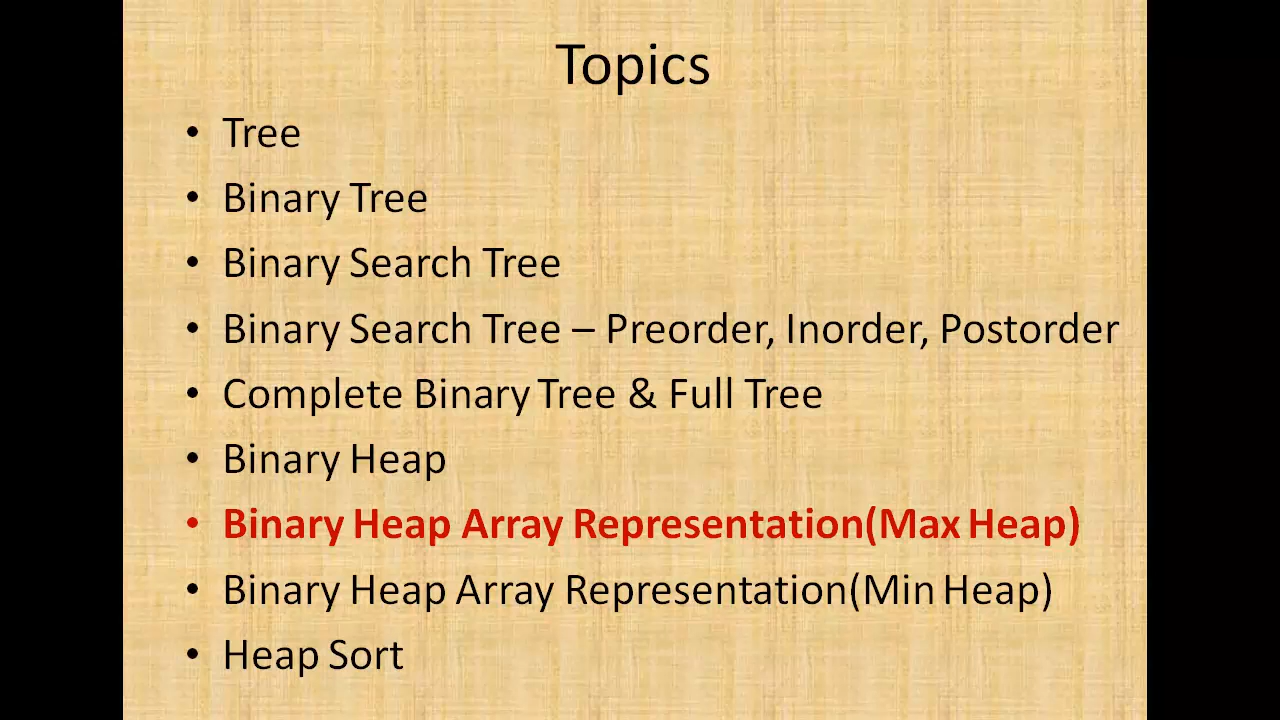 Topics
• Tree
• Binary Tree
• Binary Search Tree
• Binary Search Tree – Preorder, Inorder, Postorder
• Complete Binary Tree & Full Tree
• Binary Heap
• Binary Heap Array Representation(Max Heap)
• Binary Heap Array Representation(Min Heap)
• Heap Sort